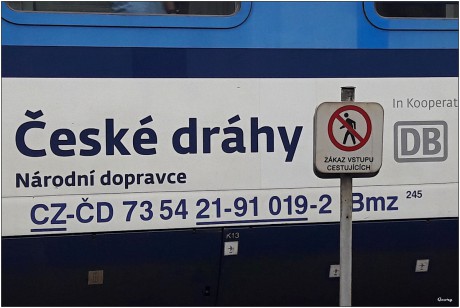 České dráhy
Národní dopravce
In Kooperat
DB
ZÁKAZ VSTUPU
CESTUJÍCÍCH
CZ-ČD 73 54 21-91 019-2 Bmz 245
K13